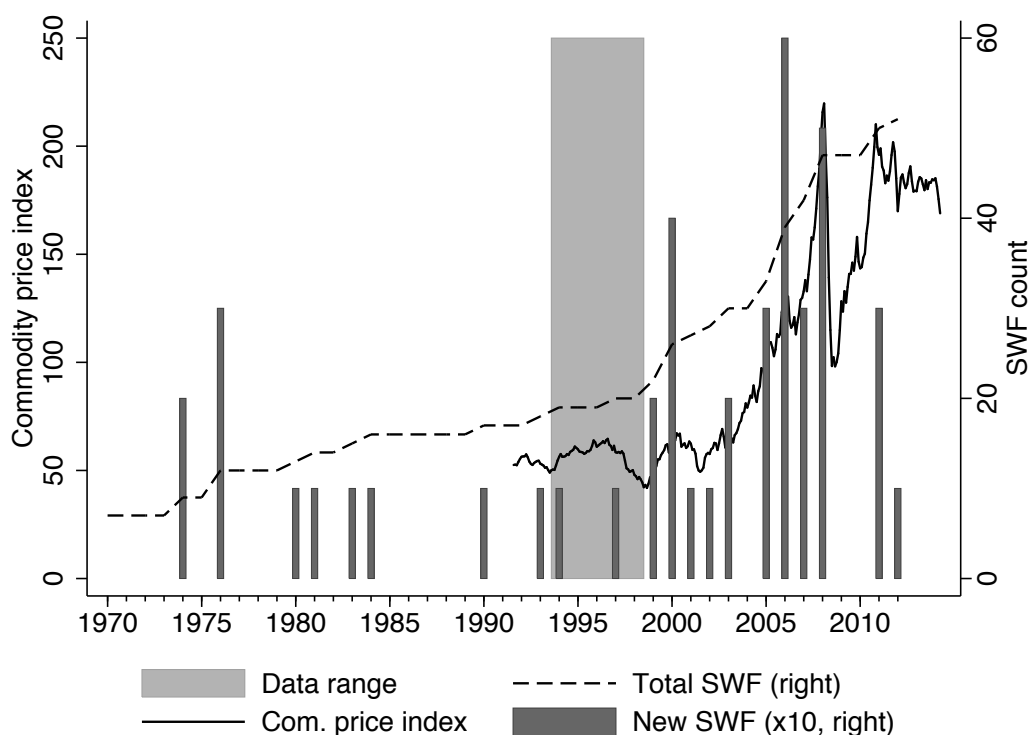 250
200
150
100
50
0
Commodity price index
60
40
20
0
SWF count
1970 1975 1980 1985 1990 1995 2000 2005 2010
Data range
Total SWF (right)
Com. price index
New SWF (x10, right)